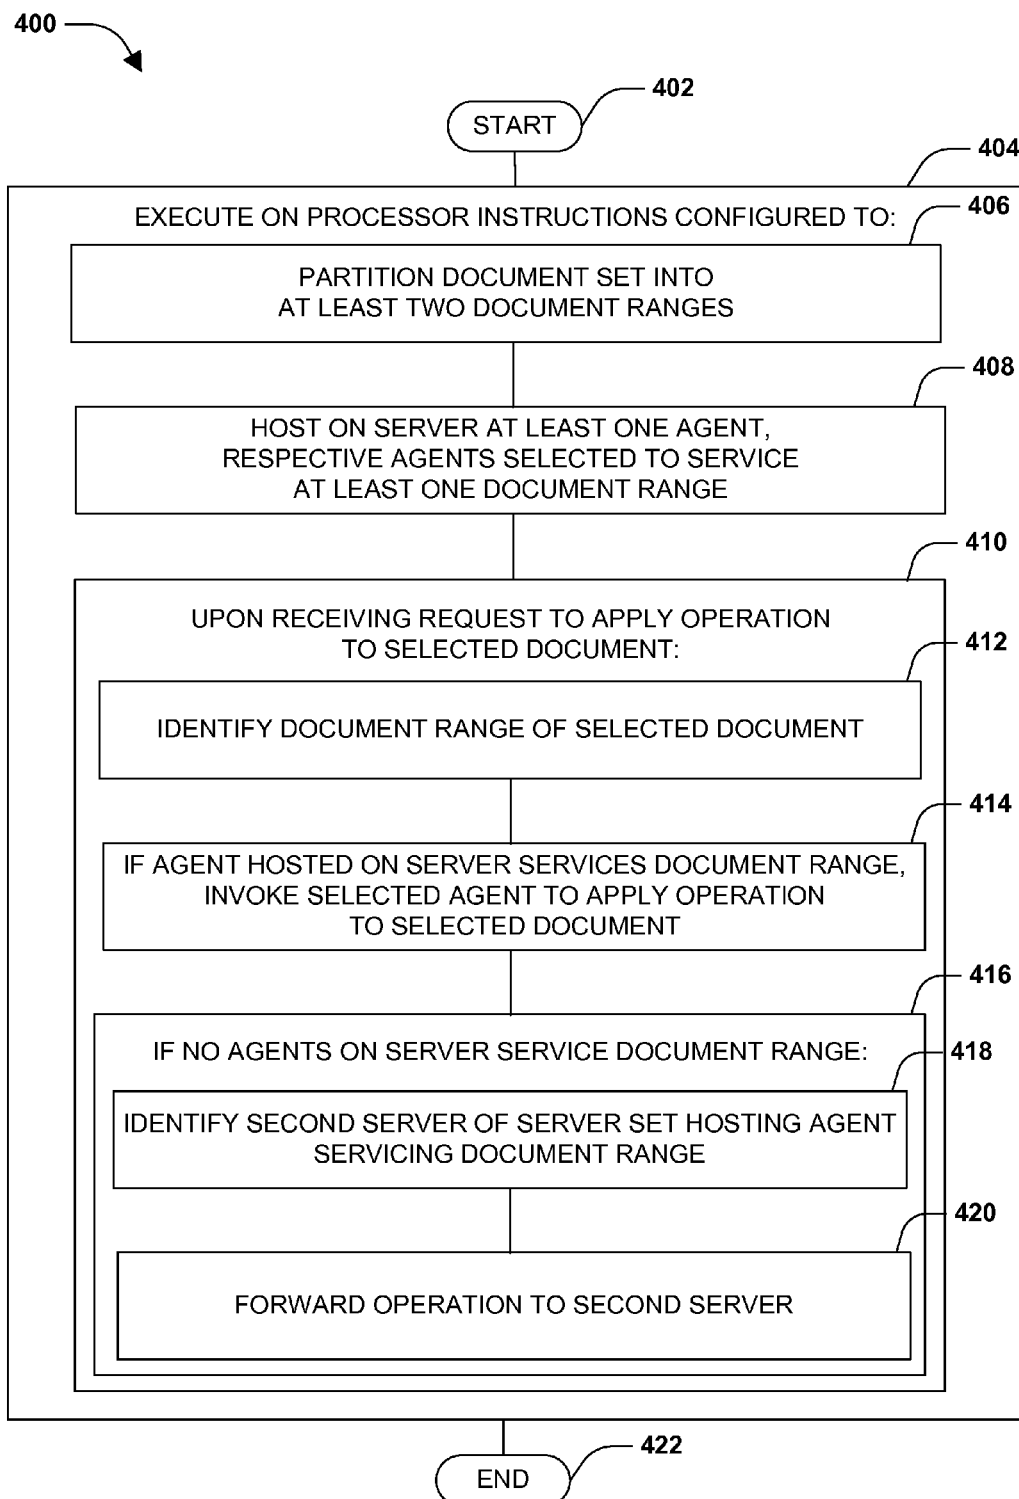 400
402
START
404
EXECUTE ON PROCESSOR INSTRUCTIONS CONFIGURED TO:
406
PARTITION DOCUMENT SET INTO
AT LEAST TWO DOCUMENT RANGES
408
HOST ON SERVER AT LEAST ONE AGENT,
RESPECTIVE AGENTS SELECTED TO SERVICE
AT LEAST ONE DOCUMENT RANGE
410
UPON RECEIVING REQUEST TO APPLY OPERATION
TO SELECTED DOCUMENT:
412
IDENTIFY DOCUMENT RANGE OF SELECTED DOCUMENT
414
IF AGENT HOSTED ON SERVER SERVICES DOCUMENT RANGE,
INVOKE SELECTED AGENT TO APPLY OPERATION
TO SELECTED DOCUMENT
416
IF NO AGENTS ON SERVER SERVICE DOCUMENT RANGE:
418
IDENTIFY SECOND SERVER OF SERVER SET HOSTING AGENT
SERVICING DOCUMENT RANGE
420
FORWARD OPERATION TO SECOND SERVER
422
END